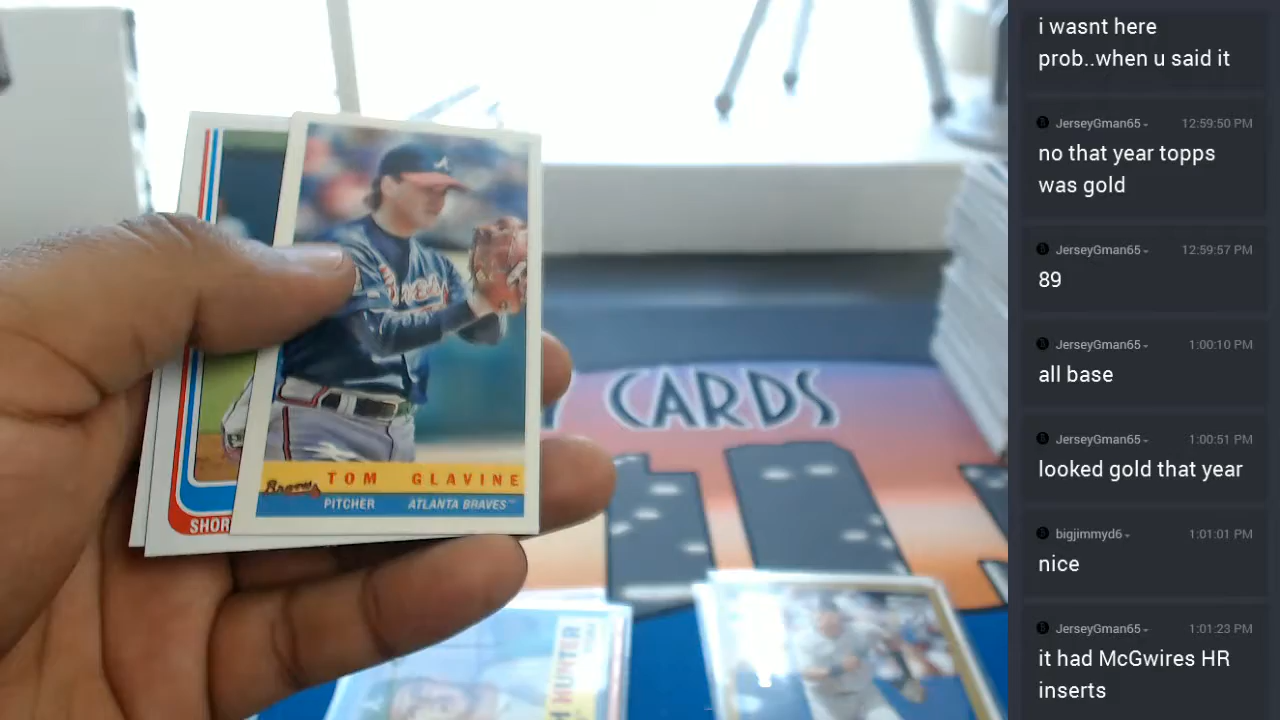 Braves
TOM GLAVINE
Braves
PITCHER ATLANTA BRAVES™
SHOR
Y CARDS
HUNTER
i wasnt here
prob..when u said it
JerseyGman65 12:59:50 PM
no that year topps
was gold
JerseyGman65 12:59:57 PM
89
JerseyGman65 1:00:10 PM
all base
JerseyGman65 1:00:51 PM
looked gold that year
bigjimmyd6 1:01:01 PM
nice
JerseyGman65 1:01:23 PM
it had McGwires HR
inserts